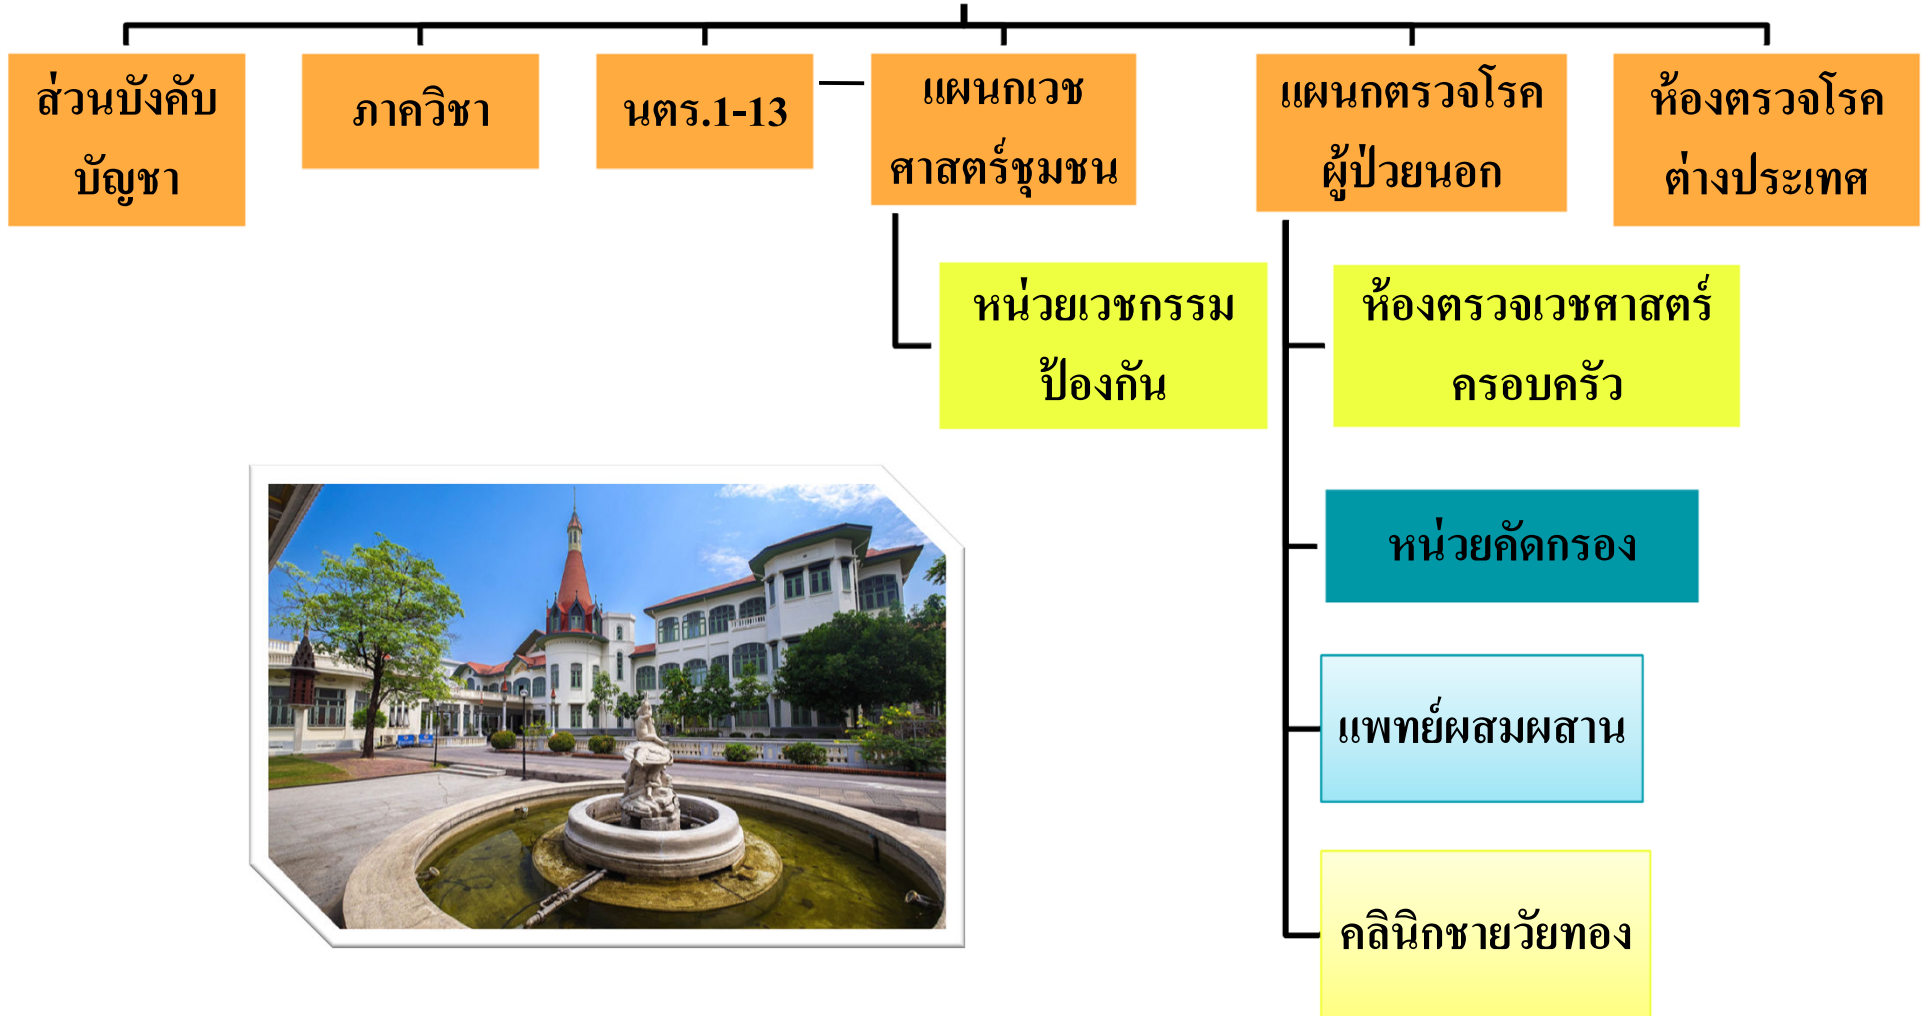 ส่วนบังคับ
บัญชา
ภาควิชา
นตร.1-13
แผนกเวช
ศาสตร์ชุมชน
แผนกตรวจโรค
ผู้ป่วยนอก
ห้องตรวจโรค
ต่างประเทศ
หน่วยเวชกรรม
ป้องกัน
ห้องตรวจเวชศาสตร์
ครอบครัว
หน่วยคัดกรอง
แพทย์ผสมผสาน
คลินิกชายวัยทอง